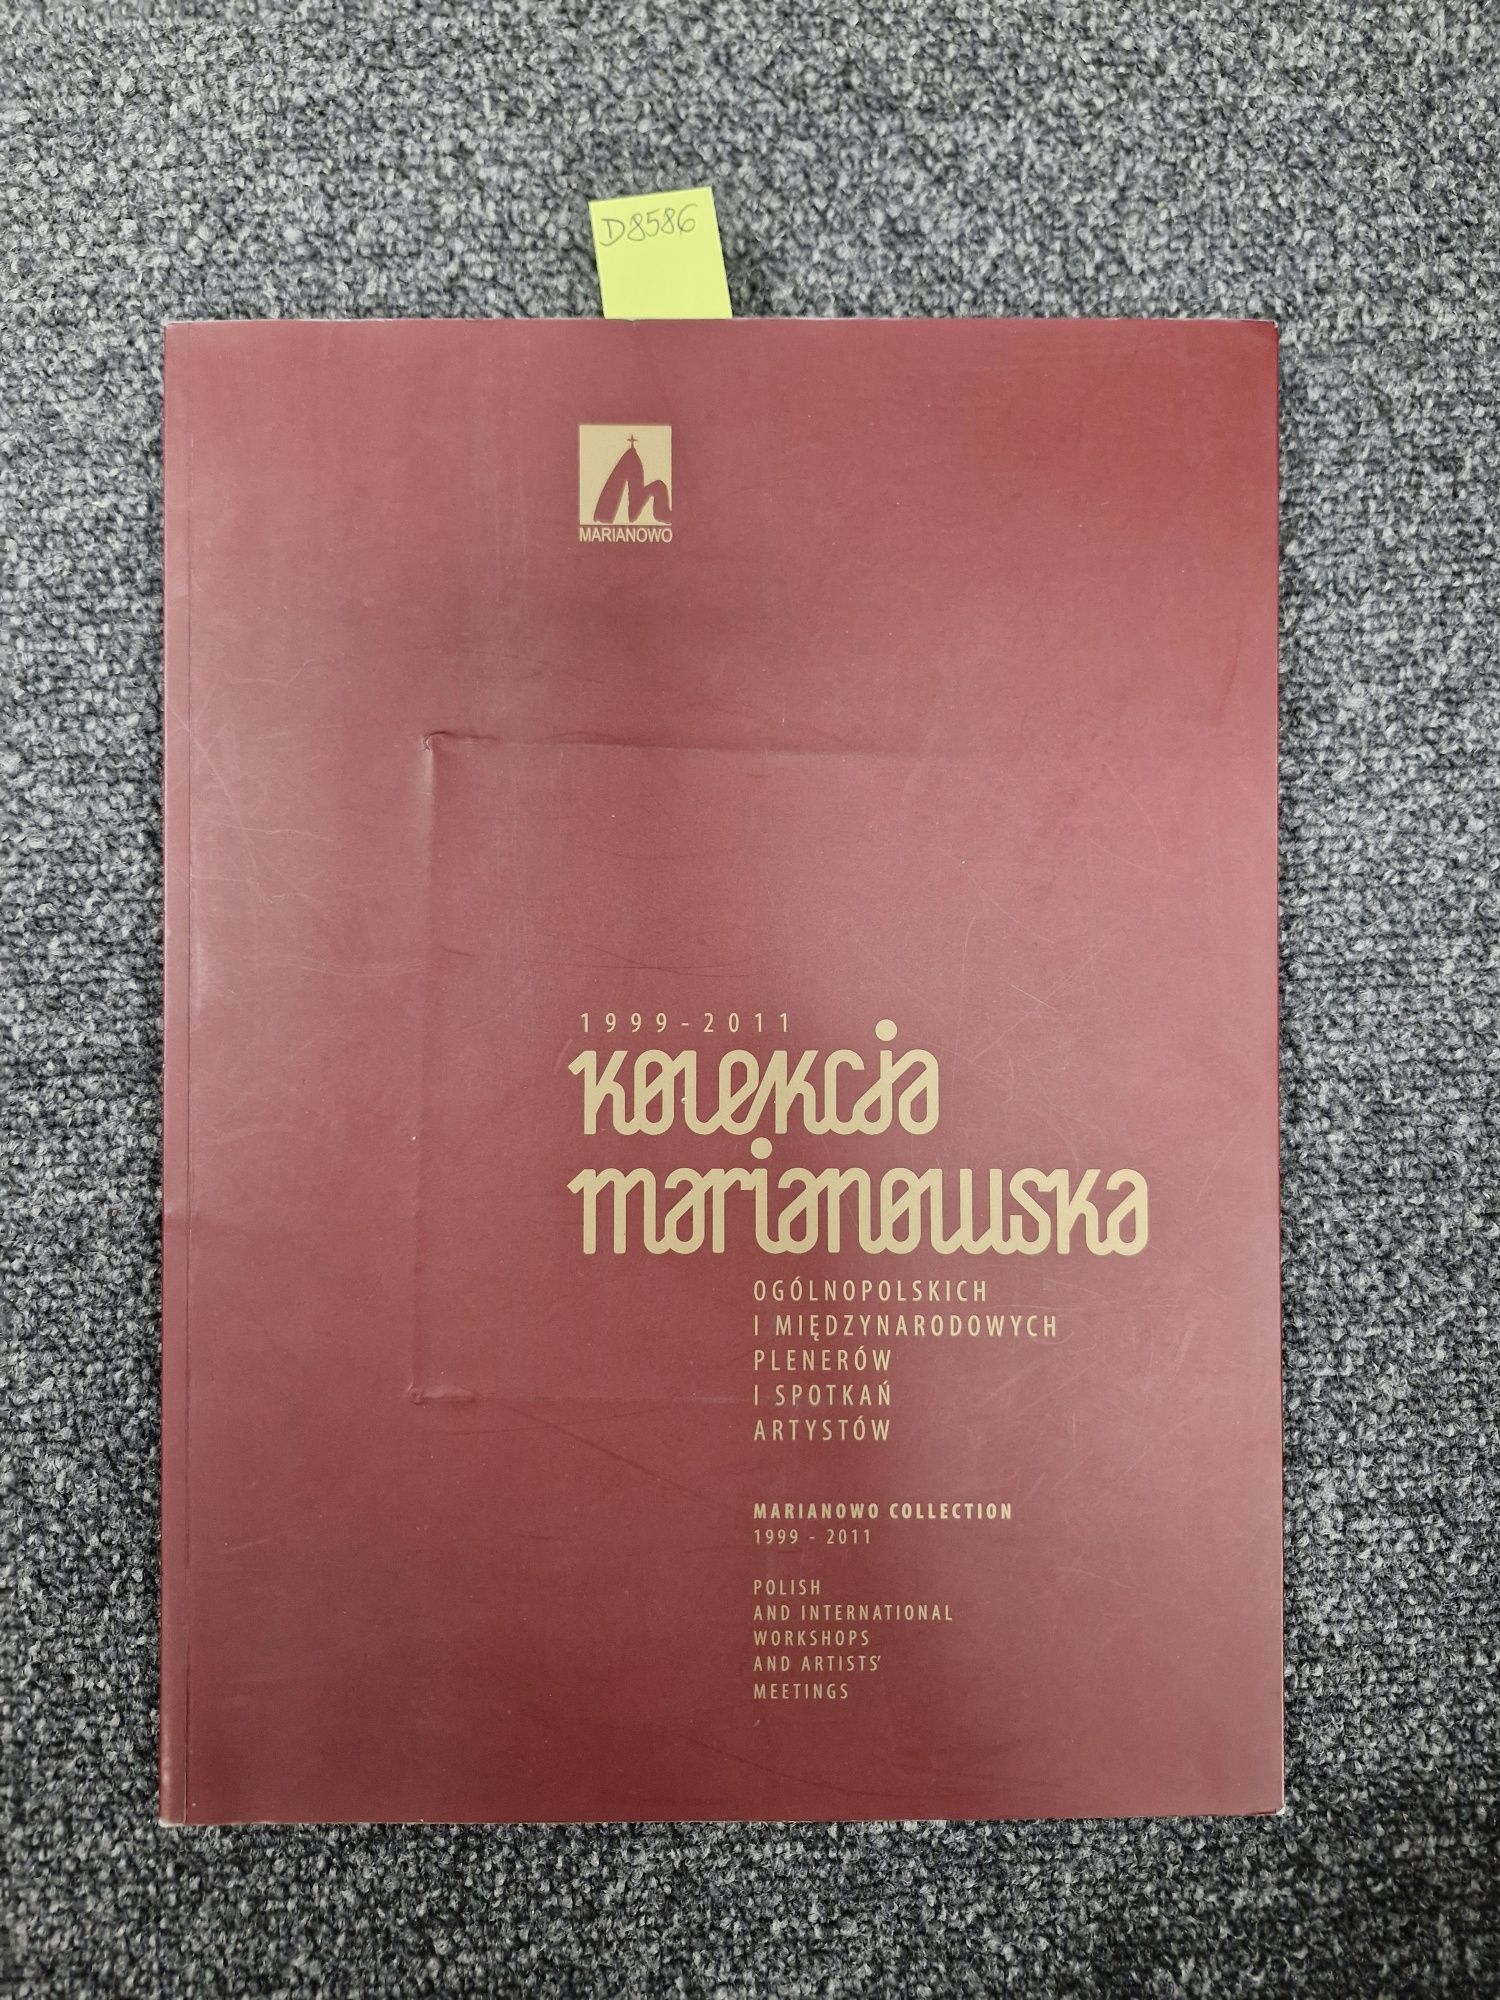 D8586
MARIANOWO
1999-2011
kolekcja
marianowska
OGÓLNOPOLSKICH
I MIĘDZYNARODOWYCH
PLENERÓW
I SPOTKAŃ
ARTYSTÓW
MARIANOWO COLLECTION
1999 - 2011
POLISH
AND INTERNATIONAL
WORKSHOPS
AND ARTISTS’
MEETINGS